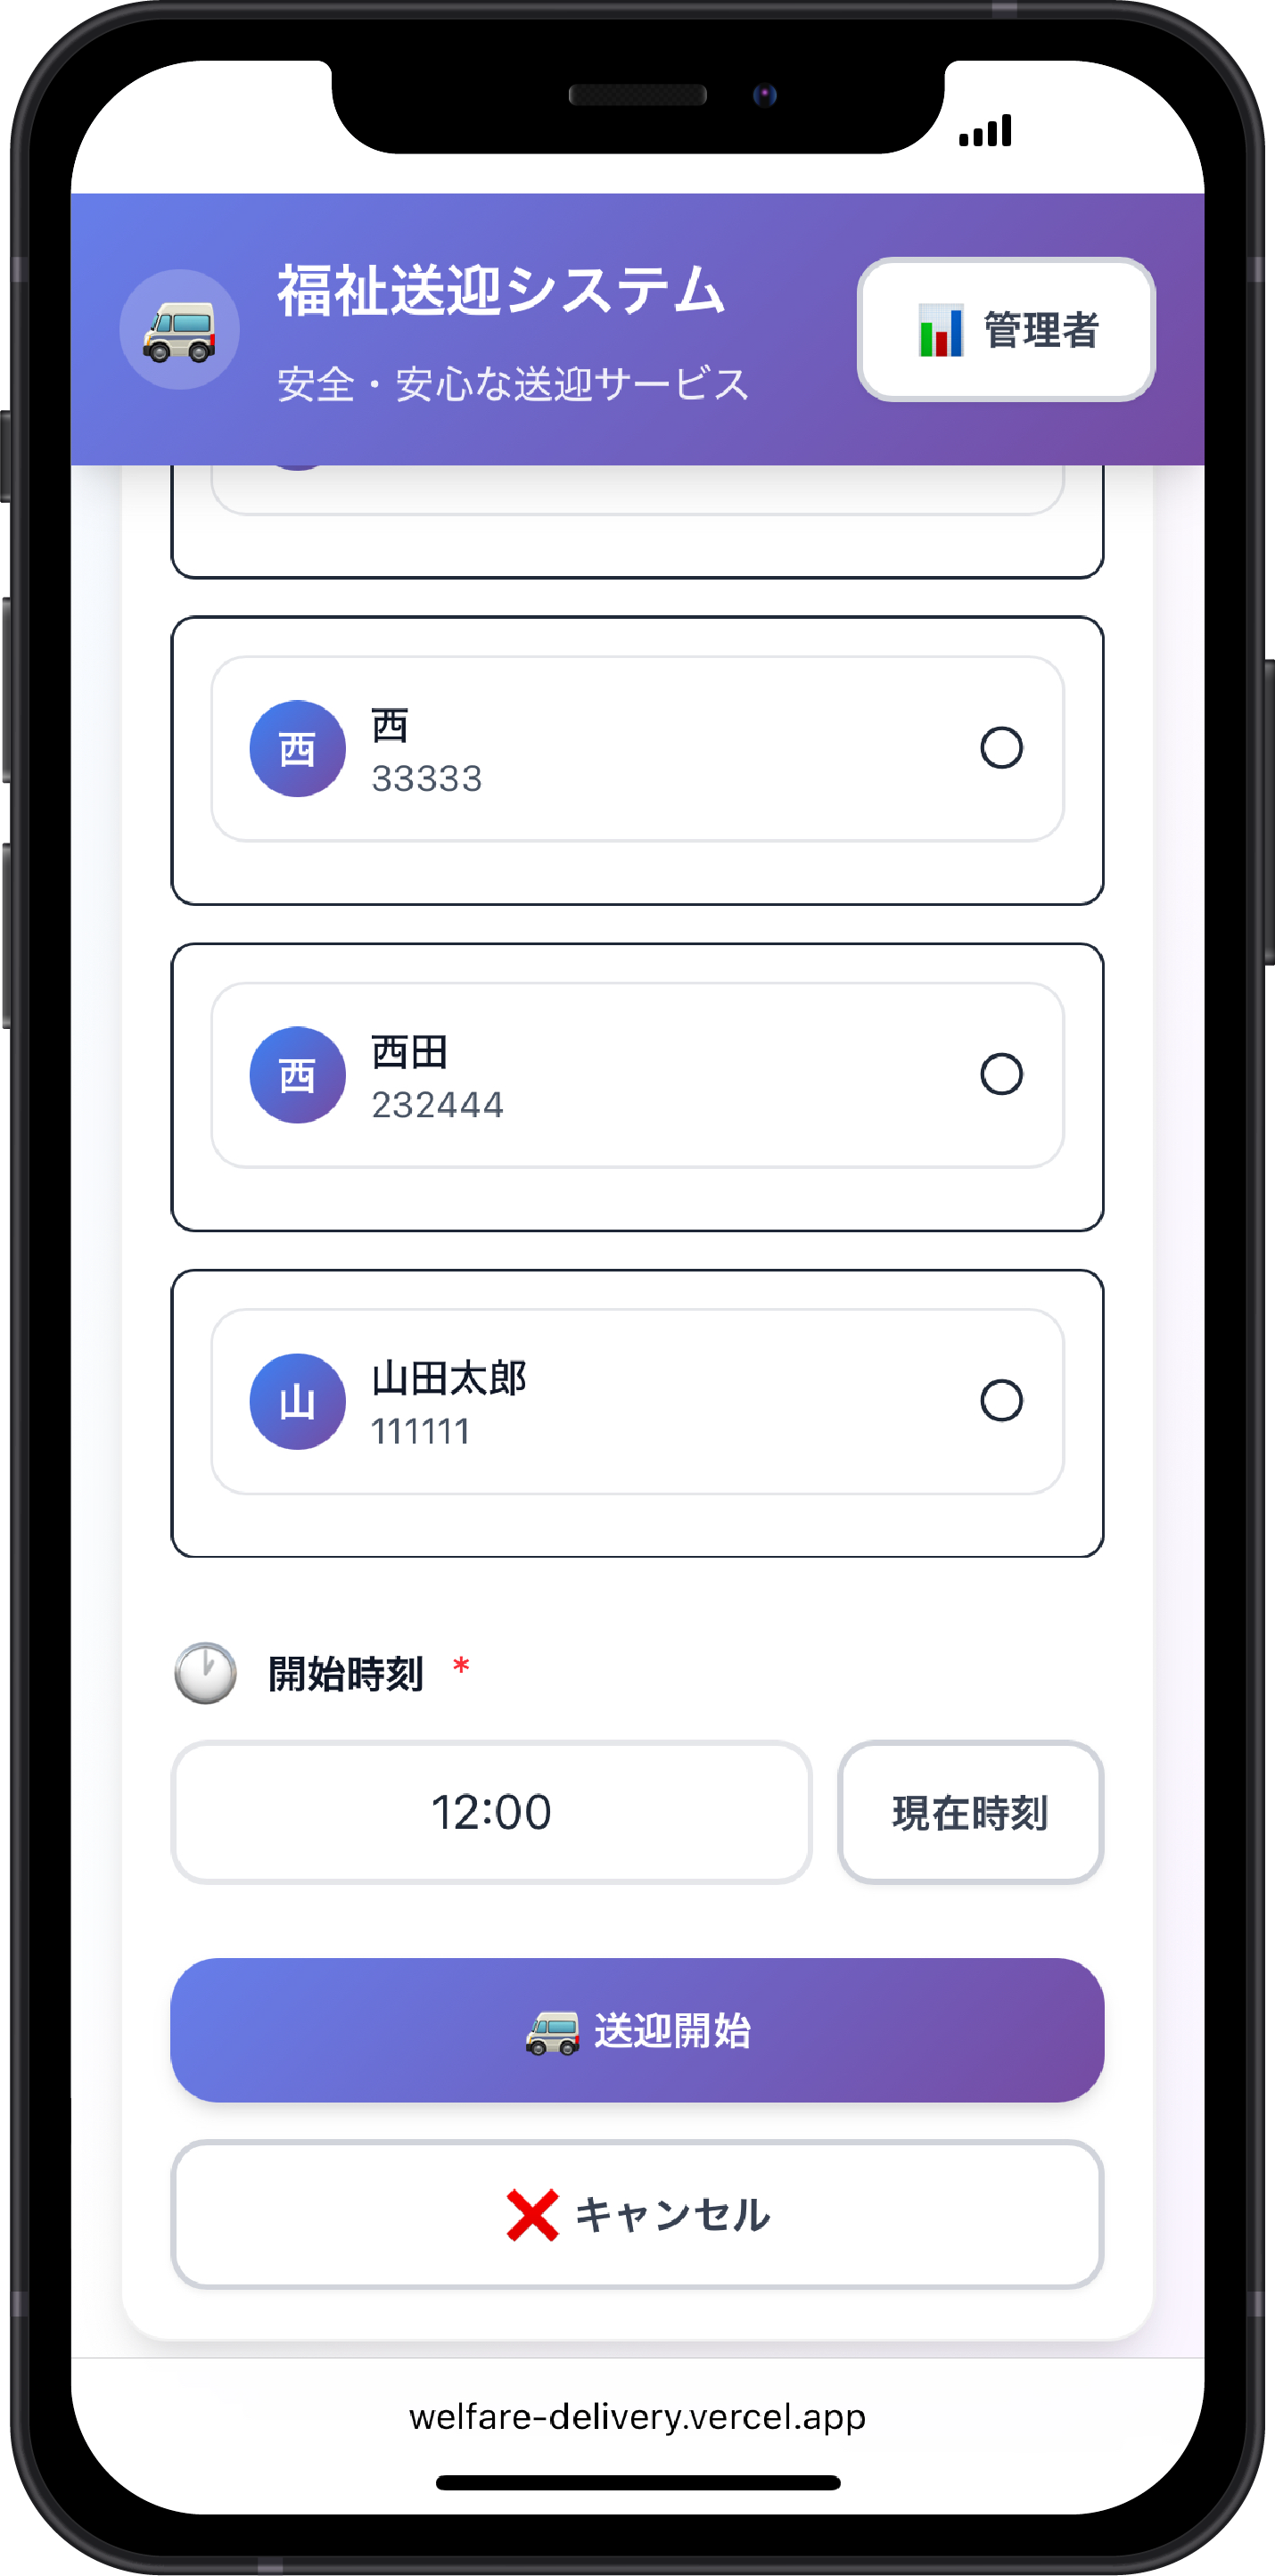 福祉送迎システム
安全・安心な送迎サービス
管理者
西
西
33333
西
西田
232444
山
山田太郎
111111
開始時刻 *
12:00
現在時刻
送迎開始
キャンセル
welfare-delivery.vercel.app